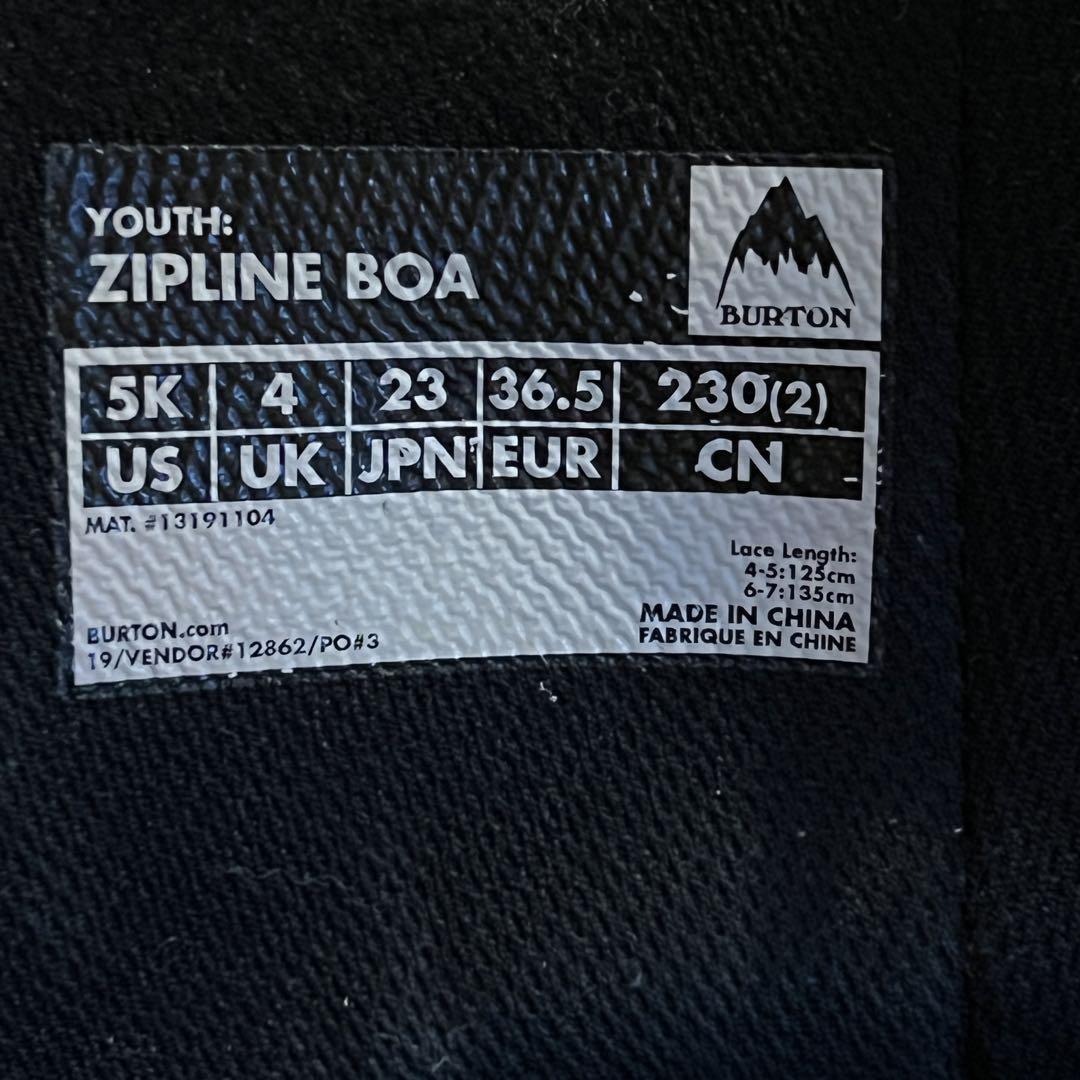 YOUTH:
ZIPLINE BOA
BURTON
5K 4 23 36.5 230(2)
US UK JPN EUR CN
MAT. #13191104
Lace Length:
4-5:125cm
6-7:135cm
MADE IN CHINA
FABRIQUE EN CHINE
BURTON.com
19/VENDOR#12862/PO#3